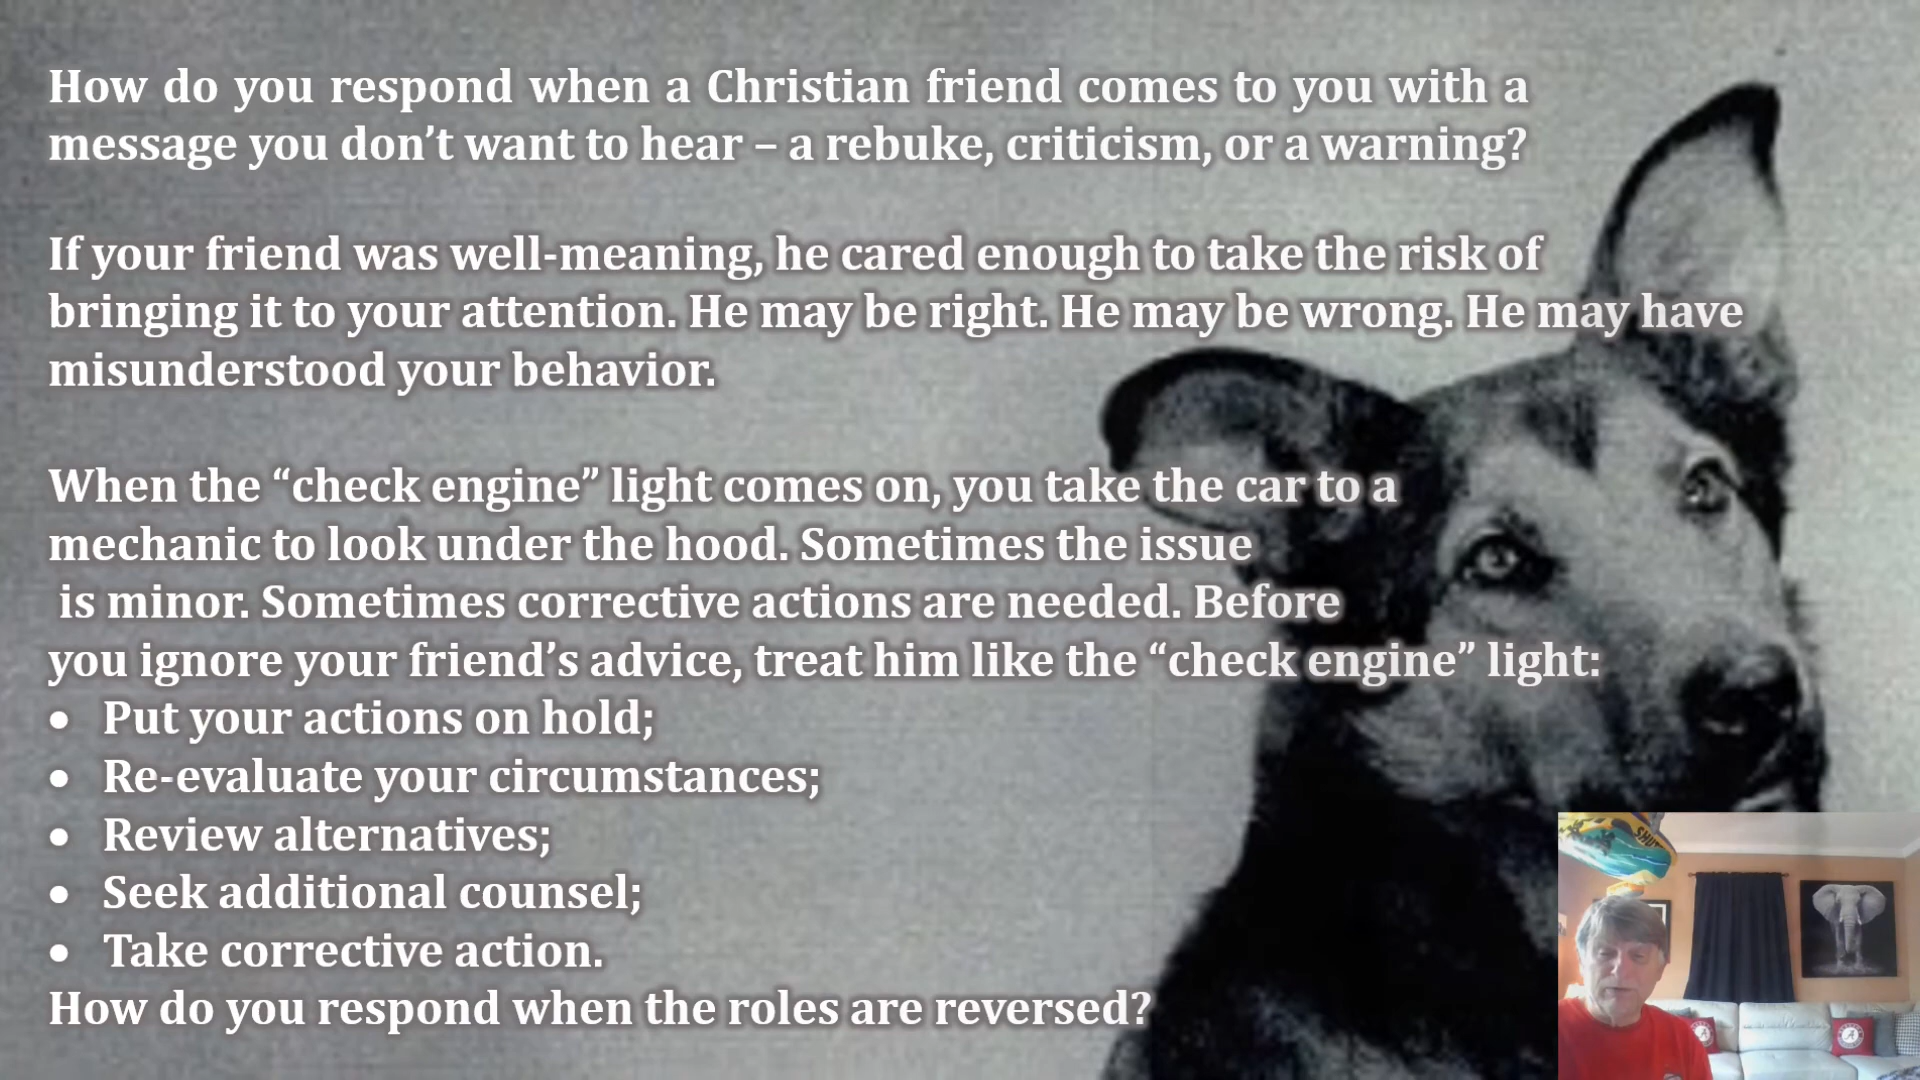 How do you respond when a Christian friend comes to you with a
message you don’t want to hear – a rebuke, criticism, or a warning?
If your friend was well-meaning, he cared enough to take the risk of
bringing it to your attention. He may be right. He may be wrong. He may have
misunderstood your behavior.
When the “check engine” light comes on, you take the car to a
mechanic to look under the hood. Sometimes the issue
is minor. Sometimes corrective actions are needed. Before
you ignore your friend’s advice, treat him like the “check engine” light:
• Put your actions on hold;
• Re-evaluate your circumstances;
• Review alternatives;
• Seek additional counsel;
• Take corrective action.
How do you respond when the roles are reversed?